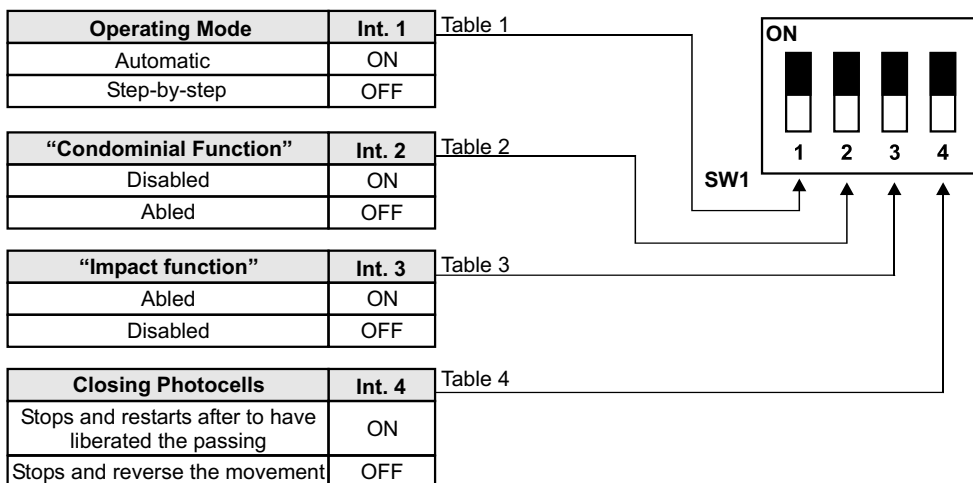 Operating Mode Int. 1 Table 1
Automatic ON
Step-by-step OFF
“Condominial Function” Int. 2 Table 2
Disabled ON
Abled OFF
“Impact function” Int. 3 Table 3
Abled ON
Disabled OFF
Closing Photocells Int. 4 Table 4
Stops and restarts after to have
liberated the passing ON
Stops and reverse the movement OFF
ON
1 2 3 4
SW1